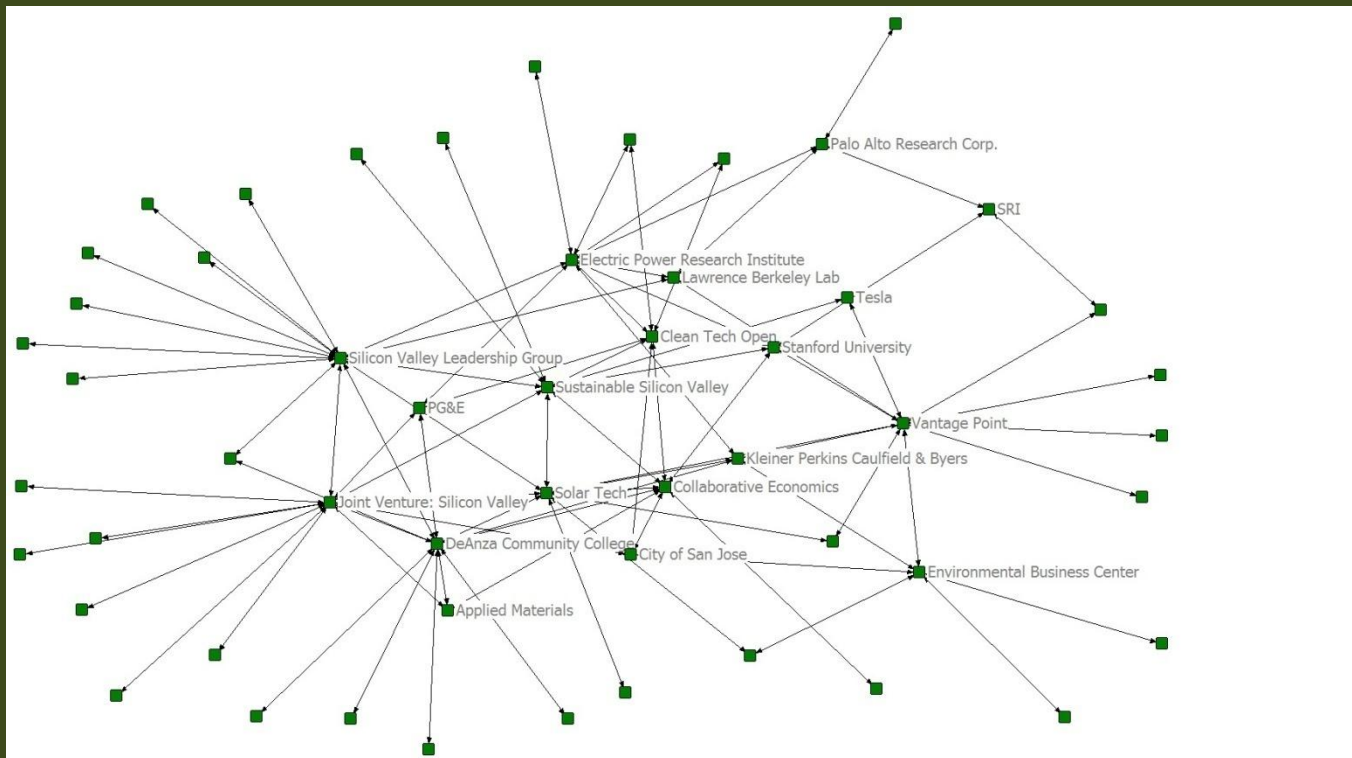 Palo Alto Research Corp.
SRI
Electric Power Research Institute
Lawrence Berkeley Lab
Tesla
Clean Tech Open
Stanford University
Silicon Valley Leadership Group
Sustainable Silicon Valley
PG&E
Vantage Point
Kleiner Perkins Caulfield & Byers
Collaborative Economics
Solar Tech
Joint Venture: Silicon Valley
DeAnza Community College
City of San Jose
Environmental Business Center
Applied Materials